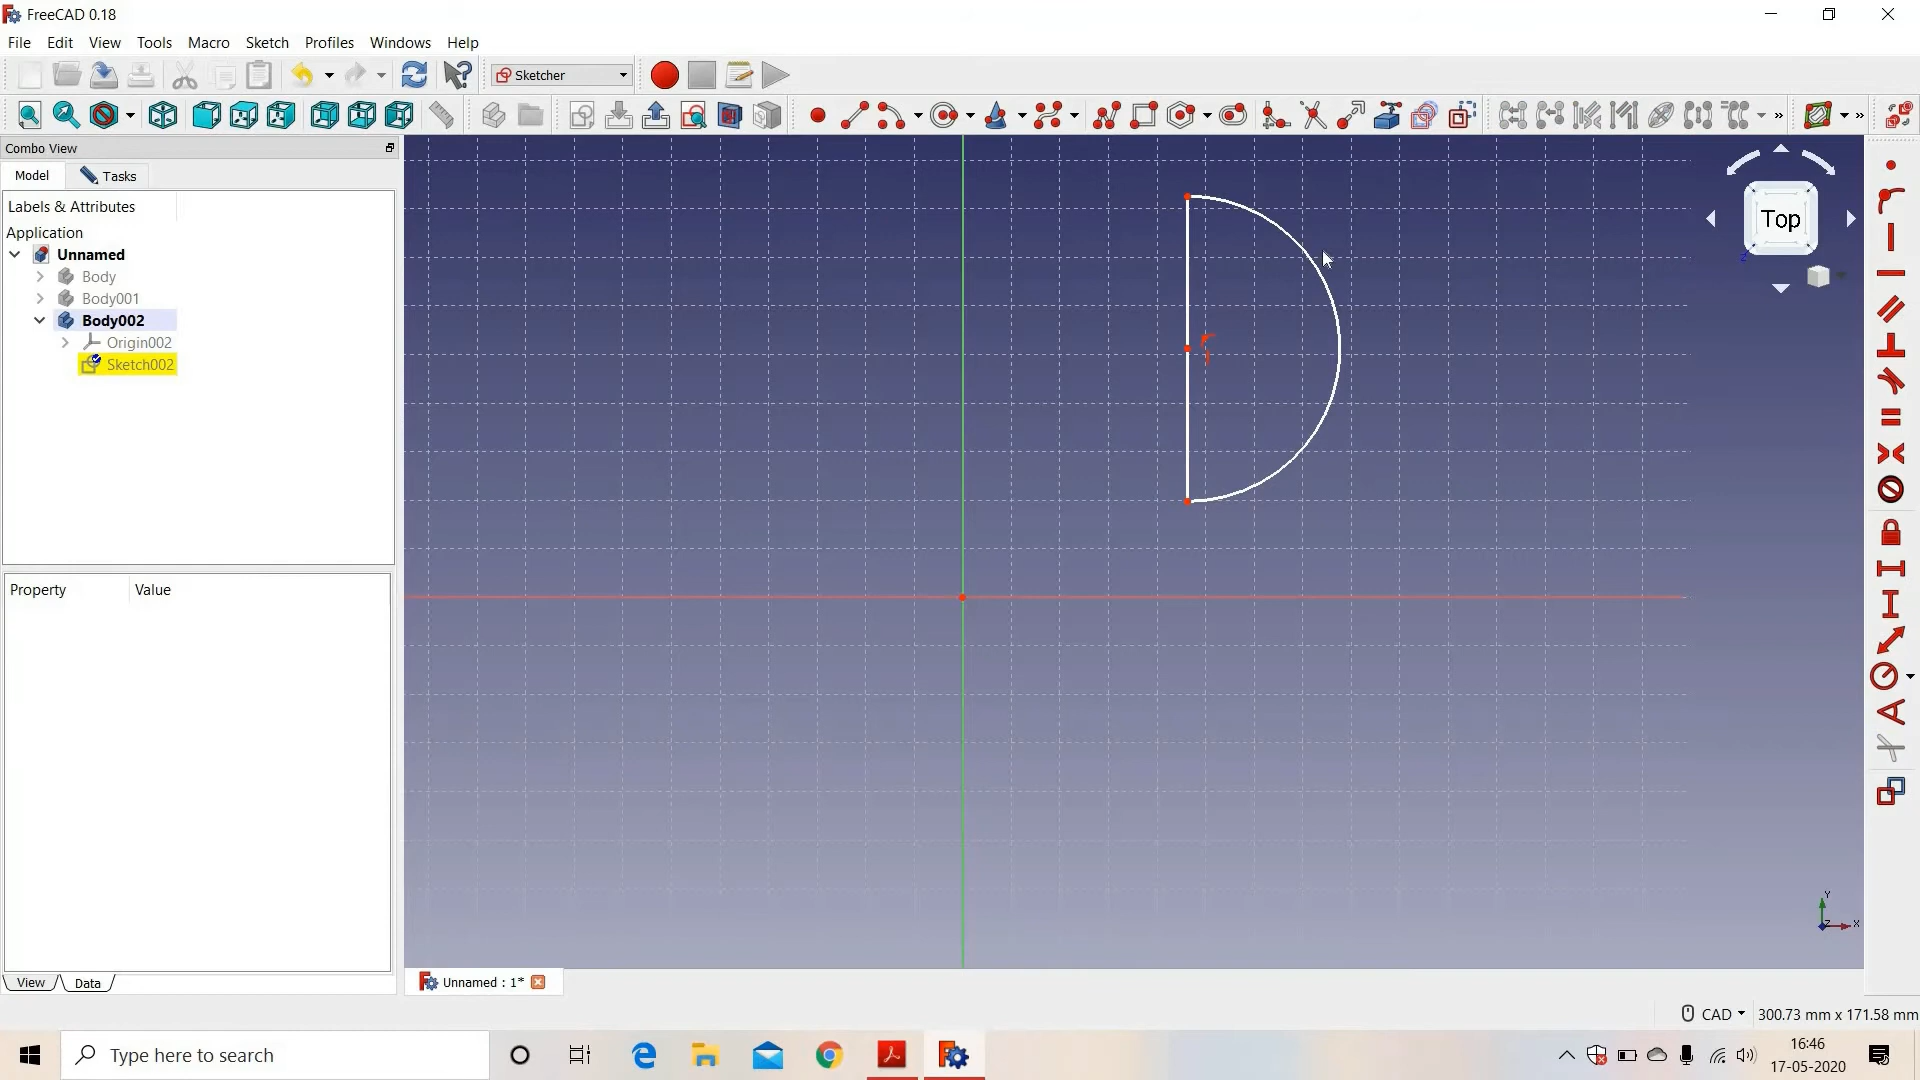 FreeCAD 0.18
File Edit View Tools Macro Sketch Profiles Windows Help
Sketcher
Combo View
Model Tasks
Labels & Attributes
Application
Unnamed
Body
Body001
Body002
Origin002
Sketch002
Property Value
View Data
Top
Z
Y
Z X
Unnamed : 1*
CAD 300.73 mm x 171.58 mm
Type here to search
16:46
17-05-2020